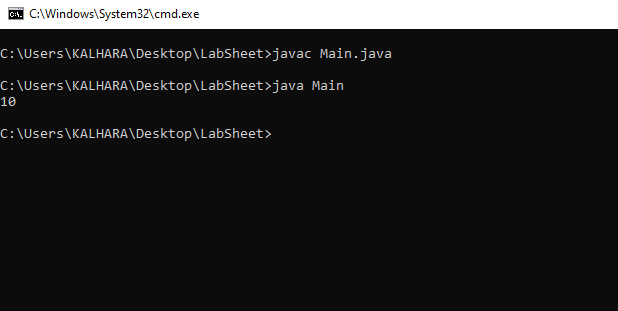 C:\Windows\System32\cmd.exe
C:\Users\KALHARA\Desktop\LabSheet>javac Main.java
C:\Users\KALHARA\Desktop\LabSheet>java Main
10
C:\Users\KALHARA\Desktop\LabSheet>